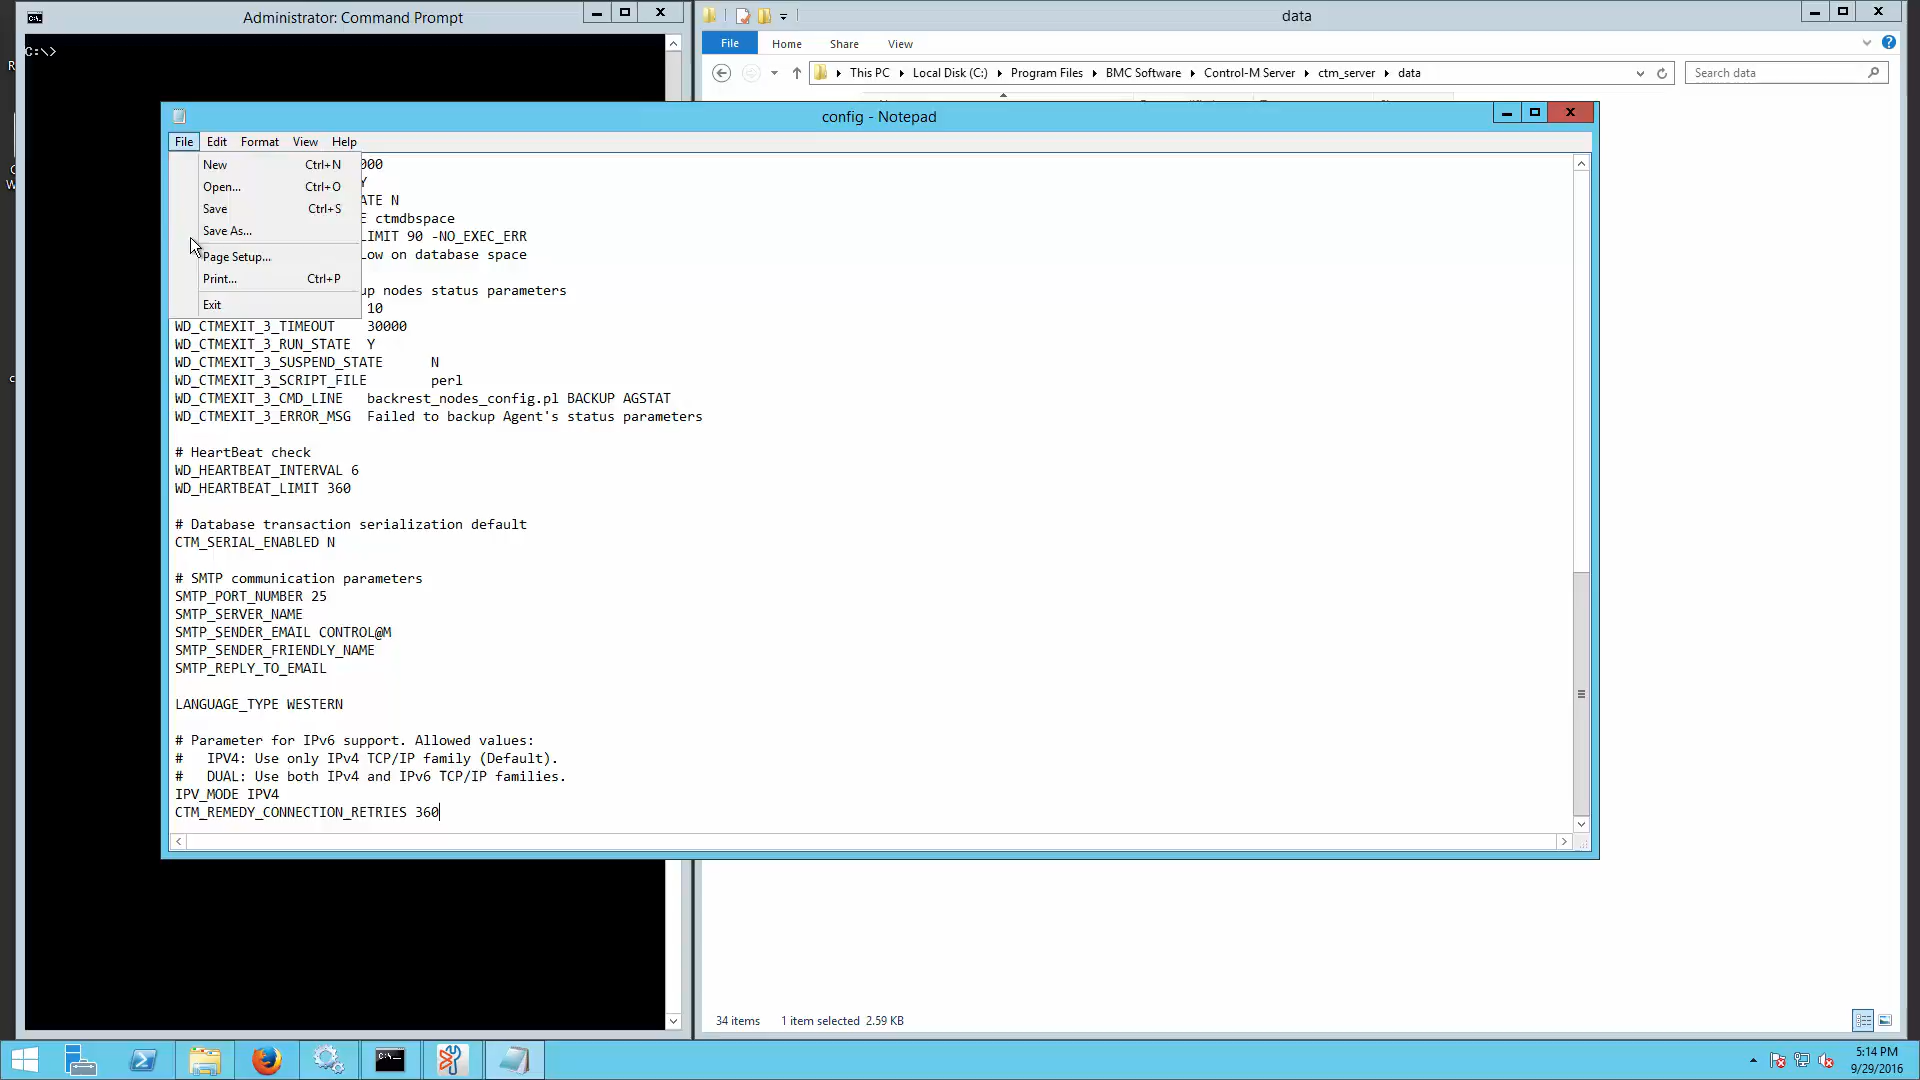 Administrator: Command Prompt
C:\>
data
File
Home
Share
View
This PC
Local Disk (C:)
Program Files
BMC Software
Control-M Server
ctm_server
data
Search data
config - Notepad
File
Edit
Format
View
Help
New Ctrl+N
Open... Ctrl+O
Save Ctrl+S
Save As...
Page Setup...
Print... Ctrl+P
Exit
000
Y
ATE N
E ctmdbspace
LIMIT 90 -NO_EXEC_ERR
Low on database space
up nodes status parameters
10
WD_CTMEXIT_3_TIMEOUT 30000
WD_CTMEXIT_3_RUN_STATE Y
WD_CTMEXIT_3_SUSPEND_STATE N
WD_CTMEXIT_3_SCRIPT_FILE perl
WD_CTMEXIT_3_CMD_LINE backrest_nodes_config.pl BACKUP AGSTAT
WD_CTMEXIT_3_ERROR_MSG Failed to backup Agent's status parameters
# HeartBeat check
WD_HEARTBEAT_INTERVAL 6
WD_HEARTBEAT_LIMIT 360
# Database transaction serialization default
CTM_SERIAL_ENABLED N
# SMTP communication parameters
SMTP_PORT_NUMBER 25
SMTP_SERVER_NAME
SMTP_SENDER_EMAIL CONTROL@M
SMTP_SENDER_FRIENDLY_NAME
SMTP_REPLY_TO_EMAIL
LANGUAGE_TYPE WESTERN
# Parameter for IPv6 support. Allowed values:
# IPV4: Use only IPv4 TCP/IP family (Default).
# DUAL: Use both IPv4 and IPv6 TCP/IP families.
IPV_MODE IPV4
CTM_REMEDY_CONNECTION_RETRIES 360
34 items 1 item selected 2.59 KB
5:14 PM
9/29/2016